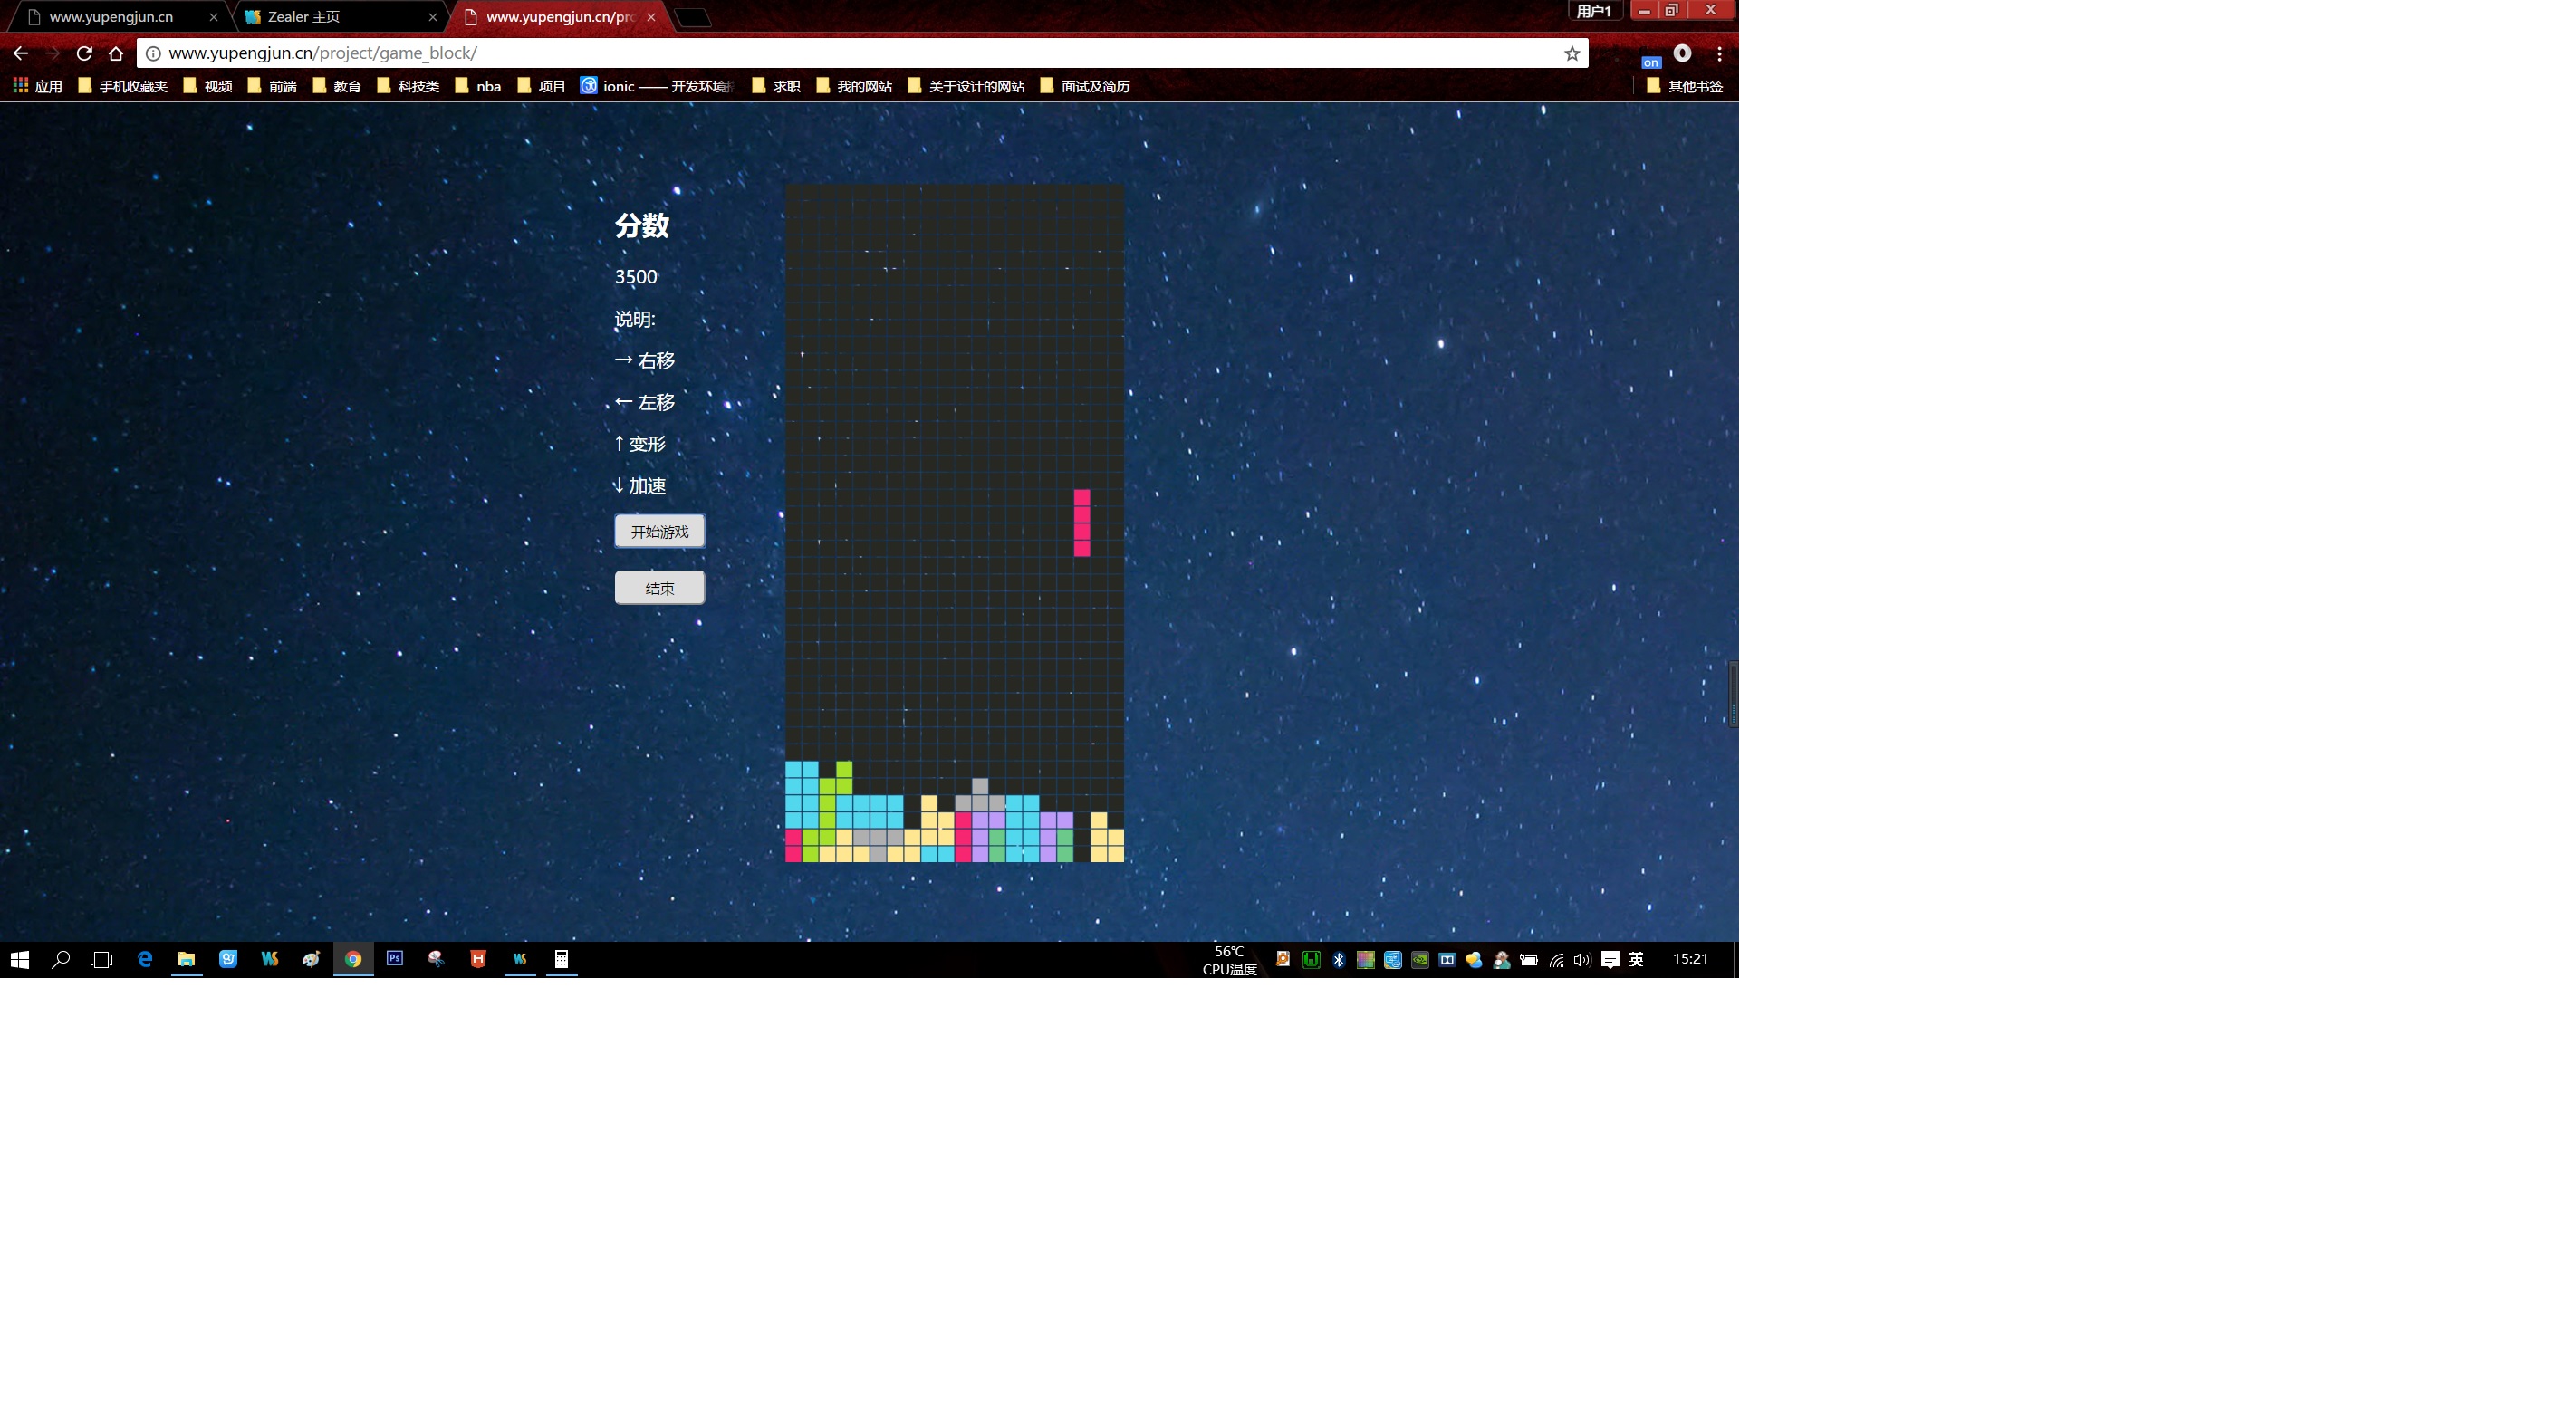 www.yupengjun.cn
Zealer 主页
www.yupengjun.cn/pro
用户1
www.yupengjun.cn/project/game_block/
on
应用
手机收藏夹
视频
前端
教育
科技类
nba
项目
ionic —— 开发环境
求职
我的网站
关于设计的网站
面试及简历
其他书签
分数
3500
说明:
→ 右移
← 左移
↑ 变形
↓ 加速
开始游戏
结束
WS
Ps
H
WS
56℃
CPU温度
英
15:21